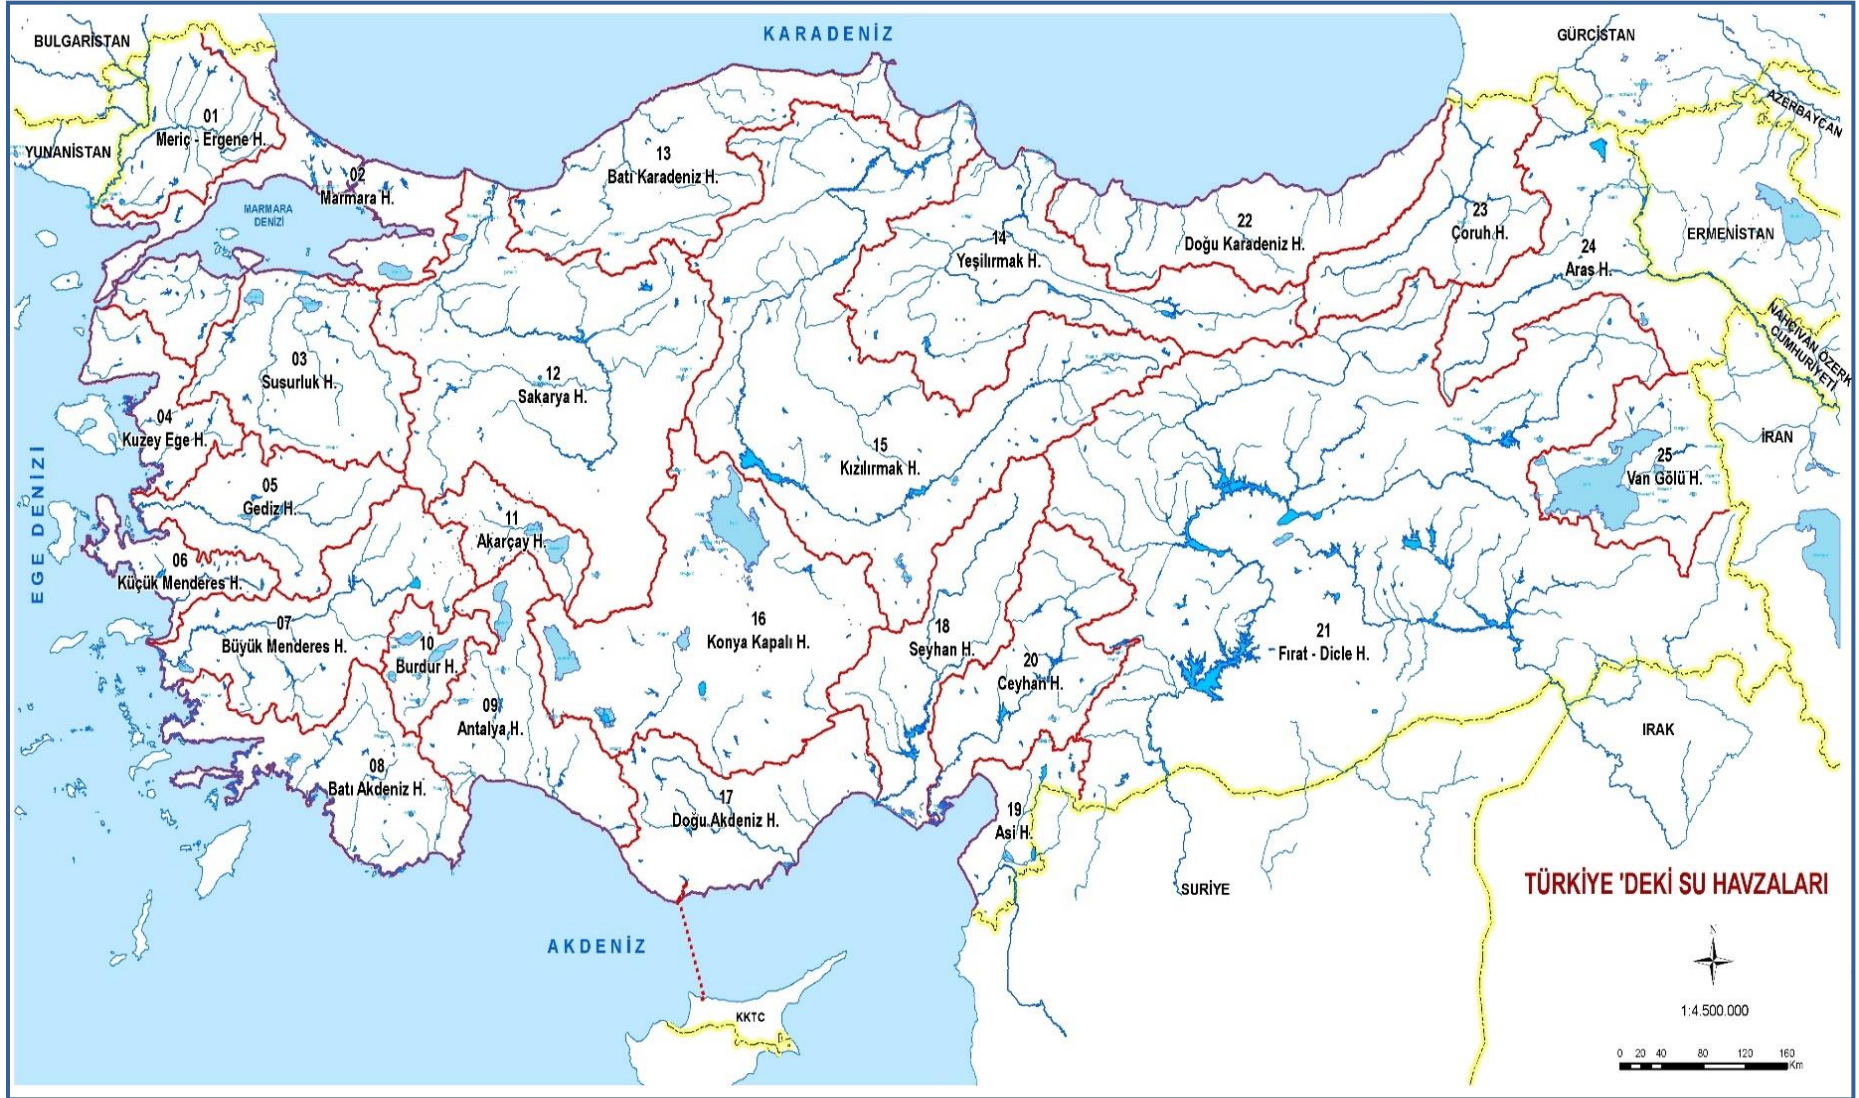 KARADENİZ
BULGARİSTAN
GÜRCİSTAN
AZERBAYCAN
YUNANİSTAN
01
Meriç - Ergene H.
13
Batı Karadeniz H.
02
Marmara H.
MARMARA
DENİZİ
22
Doğu Karadeniz H.
23
Çoruh H.
14
Yeşilırmak H.
24
Aras H.
ERMENİSTAN
NAHÇIVAN ÖZERK
CUMHURİYETİ
03
Susurluk H.
12
Sakarya H.
04
Kuzey Ege H.
15
Kızılırmak H.
İRAN
25
Van Gölü H.
EGE DENİZİ
05
Gediz H.
11
Akarçay H.
06
Küçük Menderes H.
07
Büyük Menderes H.
10
Burdur H.
16
Konya Kapalı H.
18
Seyhan H.
21
Fırat - Dicle H.
20
Ceyhan H.
09
Antalya H.
IRAK
08
Batı Akdeniz H.
17
Doğu Akdeniz H.
19
Asi H.
SURİYE
TÜRKİYE 'DEKİ SU HAVZALARI
AKDENİZ
N
KKTC
1:4.500.000
0 20 40 80 120 160
Km